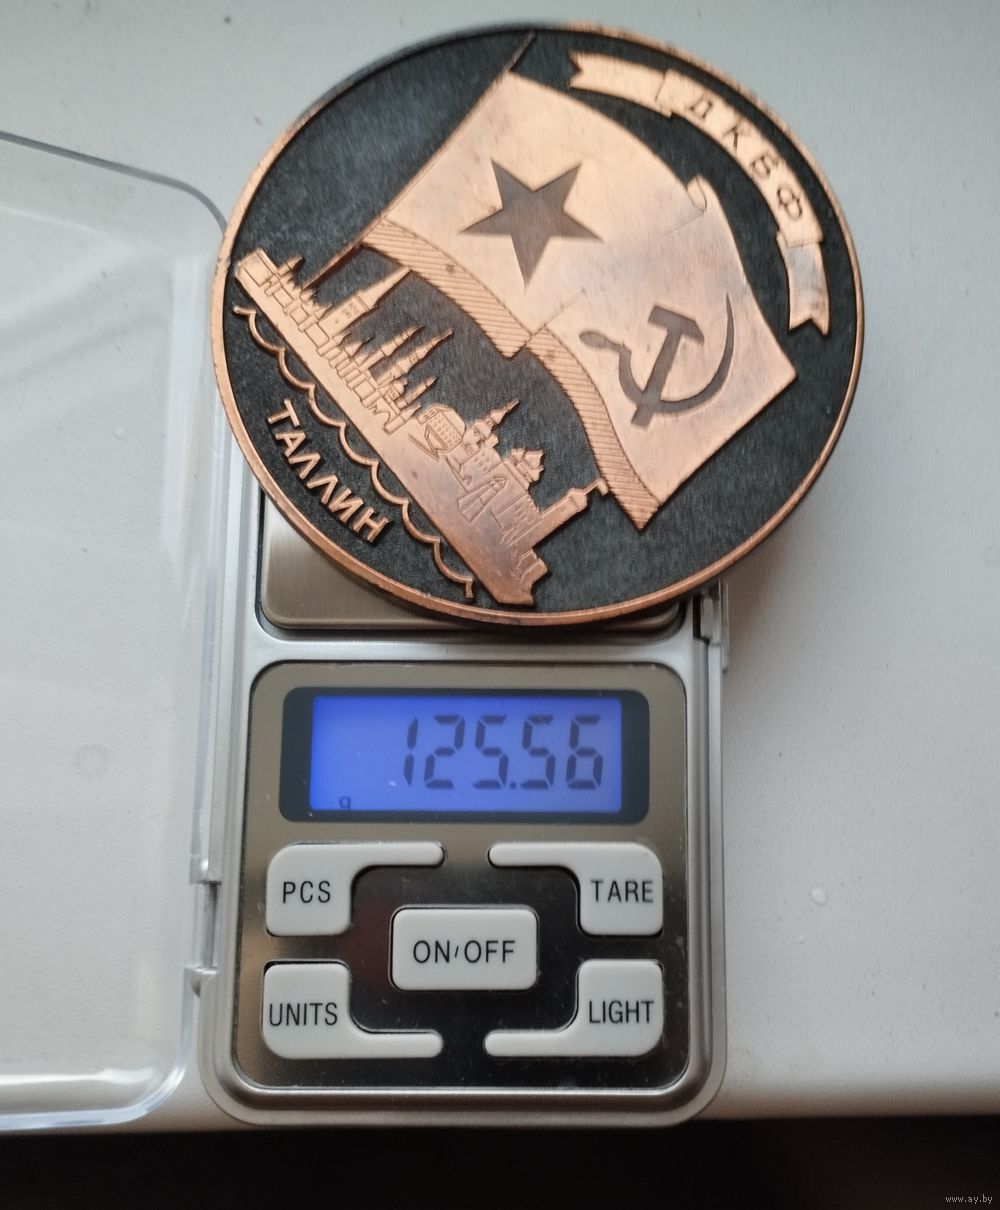 ДКБФ
ТАЛЛИН
125.56
g
PCS
TARE
ON/OFF
UNITS
LIGHT
www.ay.by